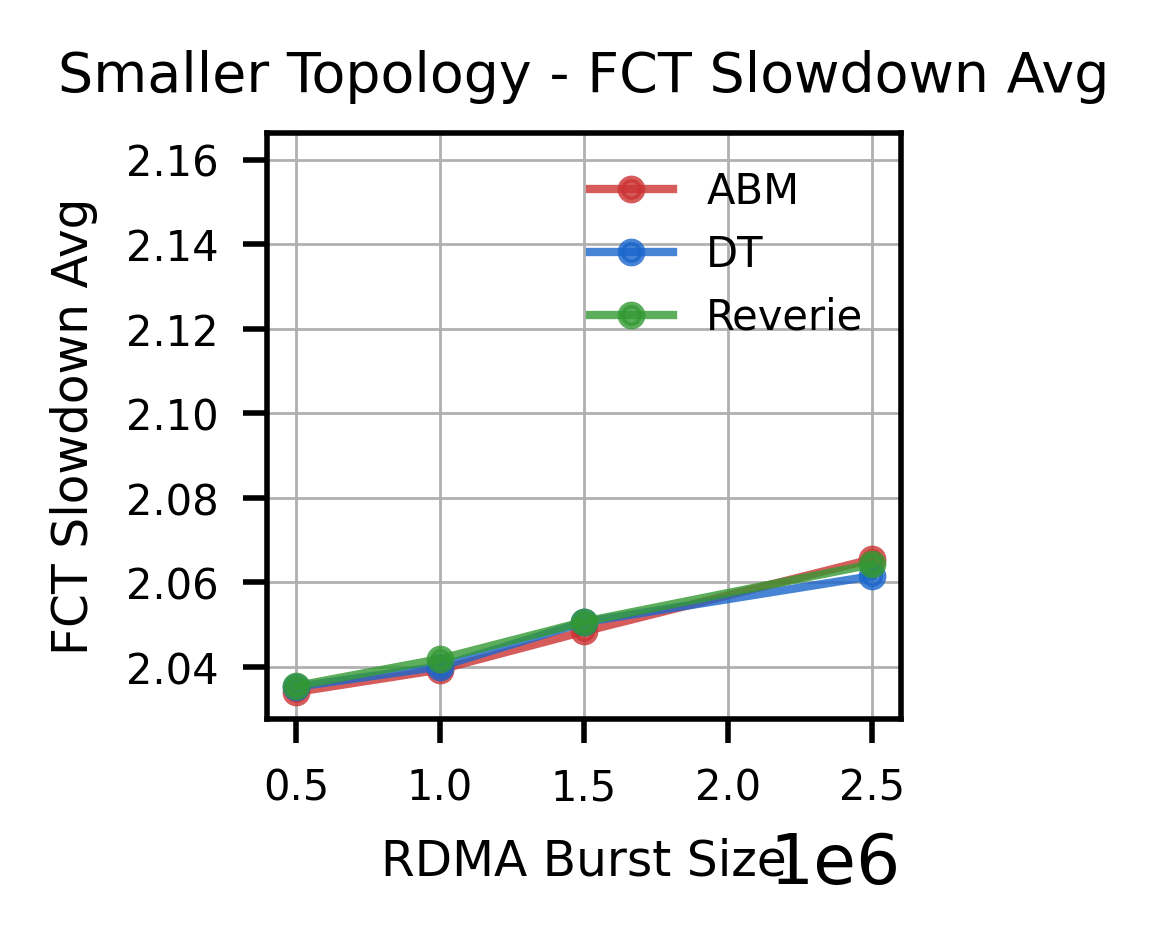 Smaller Topology - FCT Slowdown Avg
FCT Slowdown Avg
2.16
2.14
2.12
2.10
2.08
2.06
2.04
ABM
DT
Reverie
0.5 1.0 1.5 2.0 2.5
RDMA Burst Size
1e6